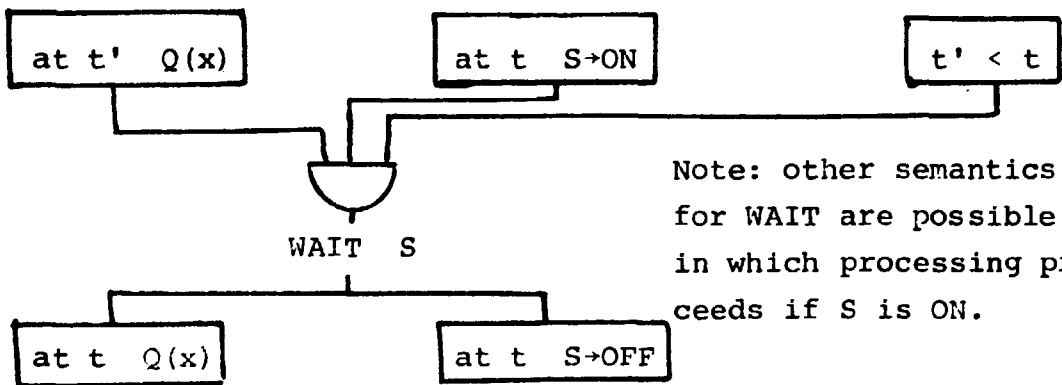 at t' Q(x)
at t S→ON
t' < t
Note: other semantics
for WAIT are possible
in which processing
ceeds if S is ON.
WAIT S
at t Q(x)
at t S→OFF